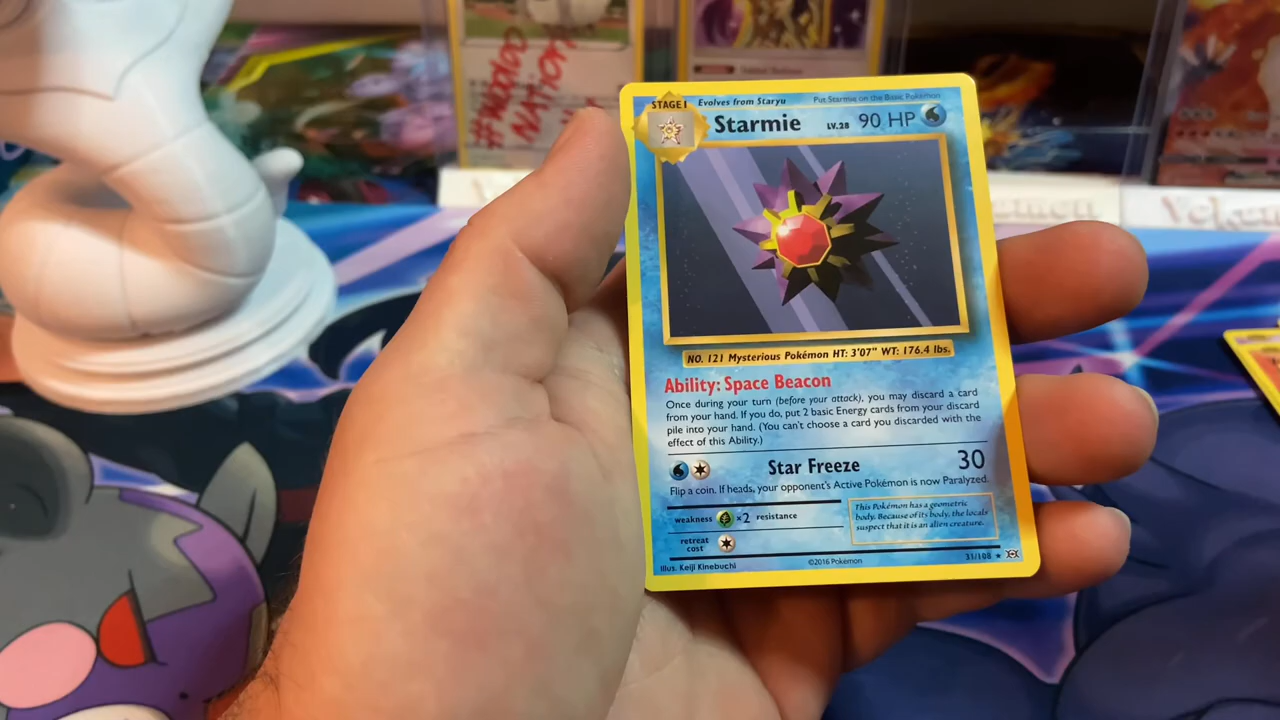 #WOOLOO
NATION
STAGE 1 Evolves from Staryu Put Starmie on the Basic Pokémon
Starmie LV.28 90 HP
NO. 121 Mysterious Pokémon HT: 3'07" WT: 176.4 lbs.
Ability: Space Beacon
Once during your turn (before your attack), you may discard a card
from your hand. If you do, put 2 basic Energy cards from your discard
pile into your hand. (You can't choose a card you discarded with the
effect of this Ability.)
Star Freeze 30
Flip a coin. If heads, your opponent's Active Pokémon is now Paralyzed.
weakness ×2 resistance
retreat
cost
This Pokémon has a geometric
body. Because of its body, the locals
suspect that it is an alien creature.
Illus. Keiji Kinebuchi ©2016 Pokémon 31/108 ★